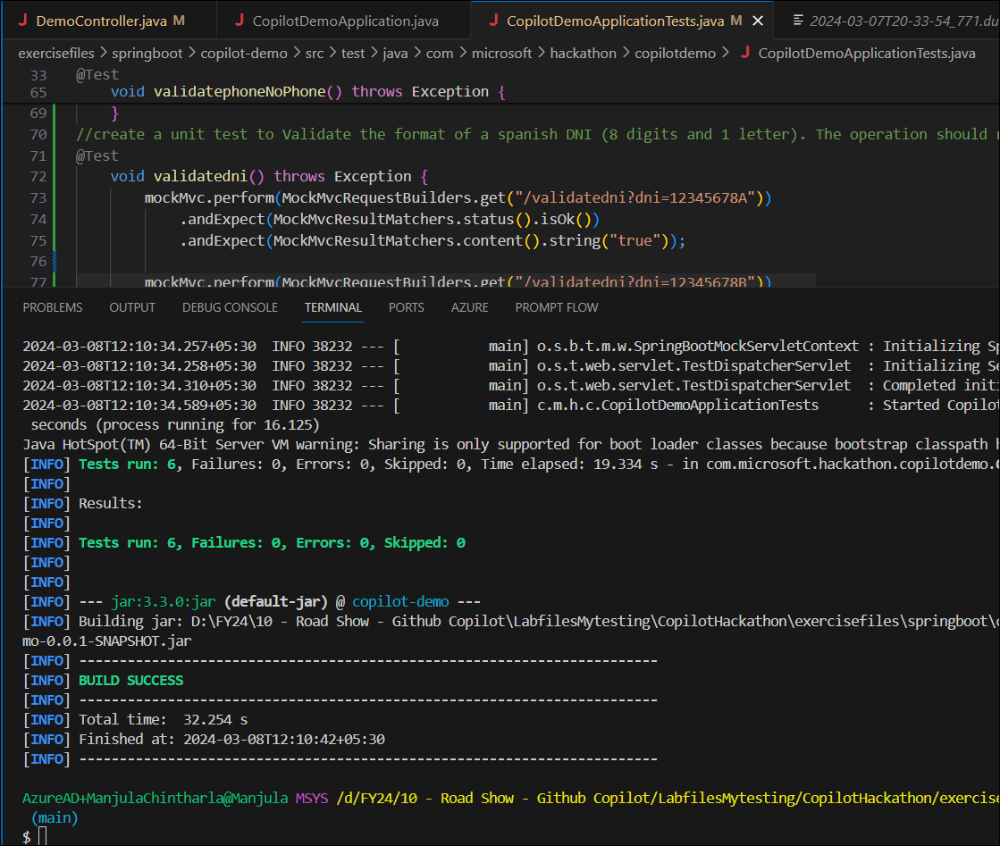 DemoController.java M
CopilotDemoApplication.java
CopilotDemoApplicationTests.java M
2024-03-07T20-33-54_771.du
exercisefiles > springboot > copilot-demo > src > test > java > com > microsoft > hackathon > copilotdemo > J CopilotDemoApplicationTests.java
33 @Test
65 void validatephoneNoPhone() throws Exception {
69 }
70 //create a unit test to Validate the format of a spanish DNI (8 digits and 1 letter). The operation should
71 @Test
72 void validatedni() throws Exception {
73 mockMvc.perform(MockMvcRequestBuilders.get("/validatedni?dni=12345678A"))
74 .andExpect(MockMvcResultMatchers.status().isOk())
75 .andExpect(MockMvcResultMatchers.content().string("true"));
76
77 mockMvc.perform(MockMvcRequestBuilders.get("/validatedni?dni=12345678B"))
PROBLEMS OUTPUT DEBUG CONSOLE TERMINAL PORTS AZURE PROMPT FLOW
2024-03-08T12:10:34.257+05:30  INFO 38232 --- [           main] o.s.b.t.m.w.SpringBootMockServletContext : Initializing Sp
2024-03-08T12:10:34.258+05:30  INFO 38232 --- [           main] o.s.t.web.servlet.TestDispatcherServlet  : Initializing Se
2024-03-08T12:10:34.310+05:30  INFO 38232 --- [           main] o.s.t.web.servlet.TestDispatcherServlet  : Completed initi
2024-03-08T12:10:34.589+05:30  INFO 38232 --- [           main] c.m.h.c.CopilotDemoApplicationTests      : Started Copilot
seconds (process running for 16.125)
Java HotSpot(TM) 64-Bit Server VM warning: Sharing is only supported for boot loader classes because bootstrap classpath h
[INFO] Tests run: 6, Failures: 0, Errors: 0, Skipped: 0, Time elapsed: 19.334 s - in com.microsoft.hackathon.copilotdemo.C
[INFO]
[INFO] Results:
[INFO]
[INFO] Tests run: 6, Failures: 0, Errors: 0, Skipped: 0
[INFO]
[INFO]
[INFO] --- jar:3.3.0:jar (default-jar) @ copilot-demo ---
[INFO] Building jar: D:\FY24\10 - Road Show - Github Copilot\LabfilesMytesting\CopilotHackathon\exercisefiles\springboot\c
mo-0.0.1-SNAPSHOT.jar
[INFO] ------------------------------------------------------------------------
[INFO] BUILD SUCCESS
[INFO] ------------------------------------------------------------------------
[INFO] Total time:  32.254 s
[INFO] Finished at: 2024-03-08T12:10:42+05:30
[INFO] ------------------------------------------------------------------------
AzureAD+ManjulaChintharla@Manjula MSYS /d/FY24/10 - Road Show - Github Copilot/LabfilesMytesting/CopilotHackathon/exercise
(main)
$